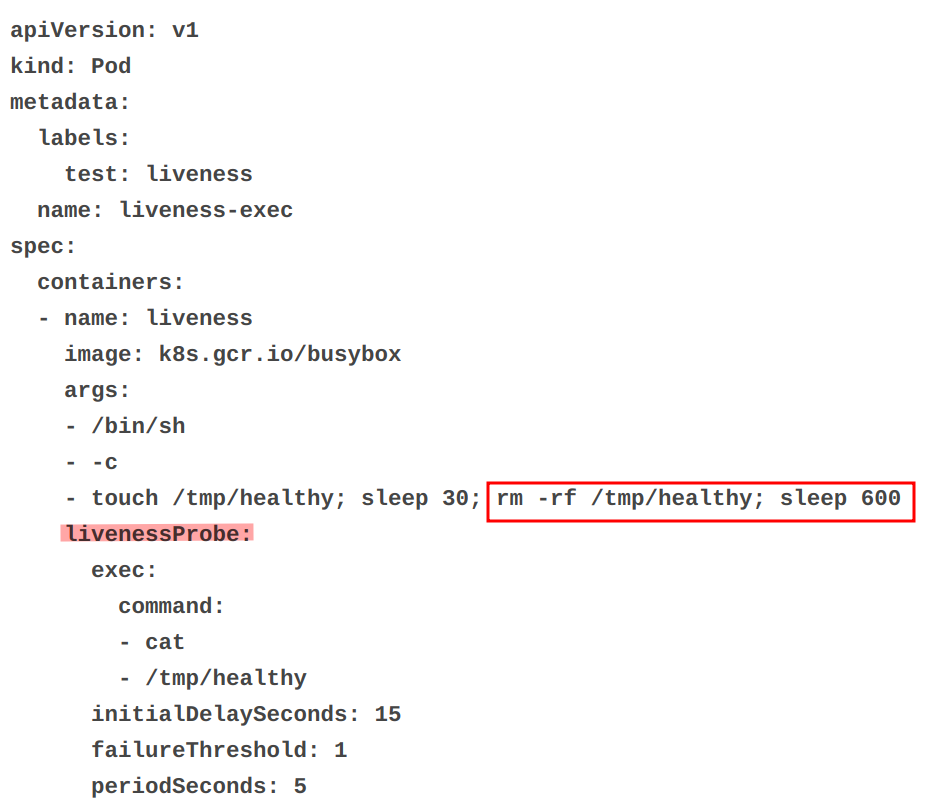 apiVersion: v1
kind: Pod
metadata:
  labels:
    test: liveness
  name: liveness-exec
spec:
  containers:
  - name: liveness
    image: k8s.gcr.io/busybox
    args:
    - /bin/sh
    - -c
    - touch /tmp/healthy; sleep 30; rm -rf /tmp/healthy; sleep 600
    livenessProbe:
      exec:
        command:
        - cat
        - /tmp/healthy
      initialDelaySeconds: 15
      failureThreshold: 1
      periodSeconds: 5